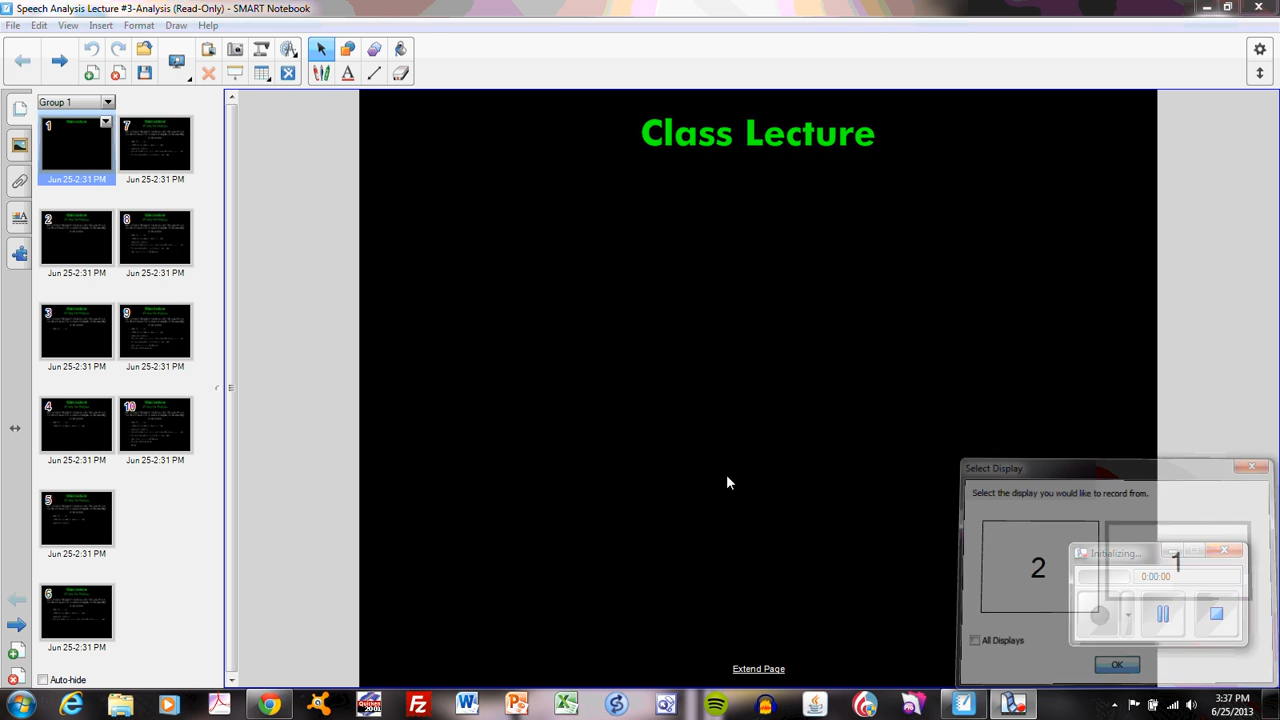 Speech Analysis Lecture #3-Analysis (Read-Only) - SMART Notebook
File Edit View Insert Format Draw Help
Group 1
1
7
Jun 25-2:31 PM
Jun 25-2:31 PM
2
8
Jun 25-2:31 PM
Jun 25-2:31 PM
3
9
Jun 25-2:31 PM
Jun 25-2:31 PM
4
10
Jun 25-2:31 PM
Jun 25-2:31 PM
5
Jun 25-2:31 PM
6
Jun 25-2:31 PM
Auto-hide
Class Lecture
Extend Page
Select Display
Select the display you would like to record from.
2
1
Initializing...
0:00:00
All Displays
OK
3:37 PM
6/25/2013